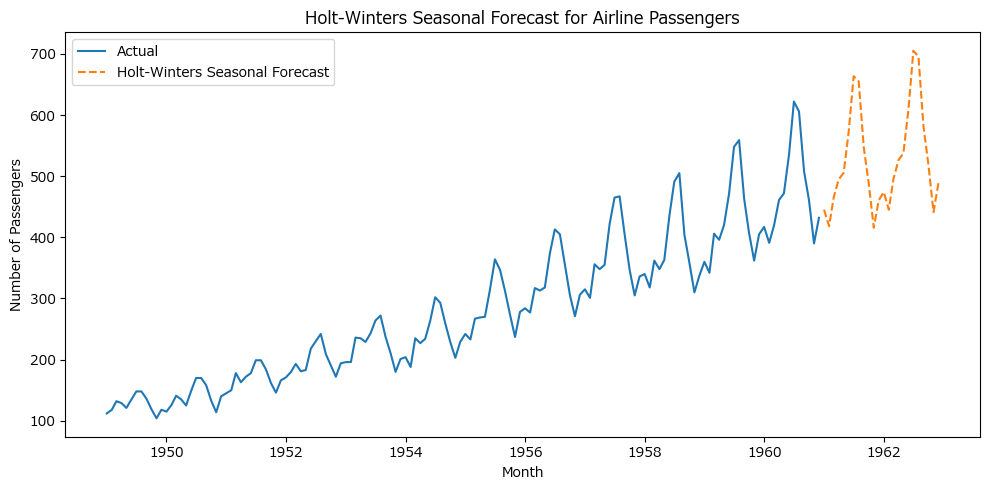 Holt-Winters Seasonal Forecast for Airline Passengers
Actual
Holt-Winters Seasonal Forecast
Number of Passengers
700
600
500
400
300
200
100
1950 1952 1954 1956 1958 1960 1962
Month